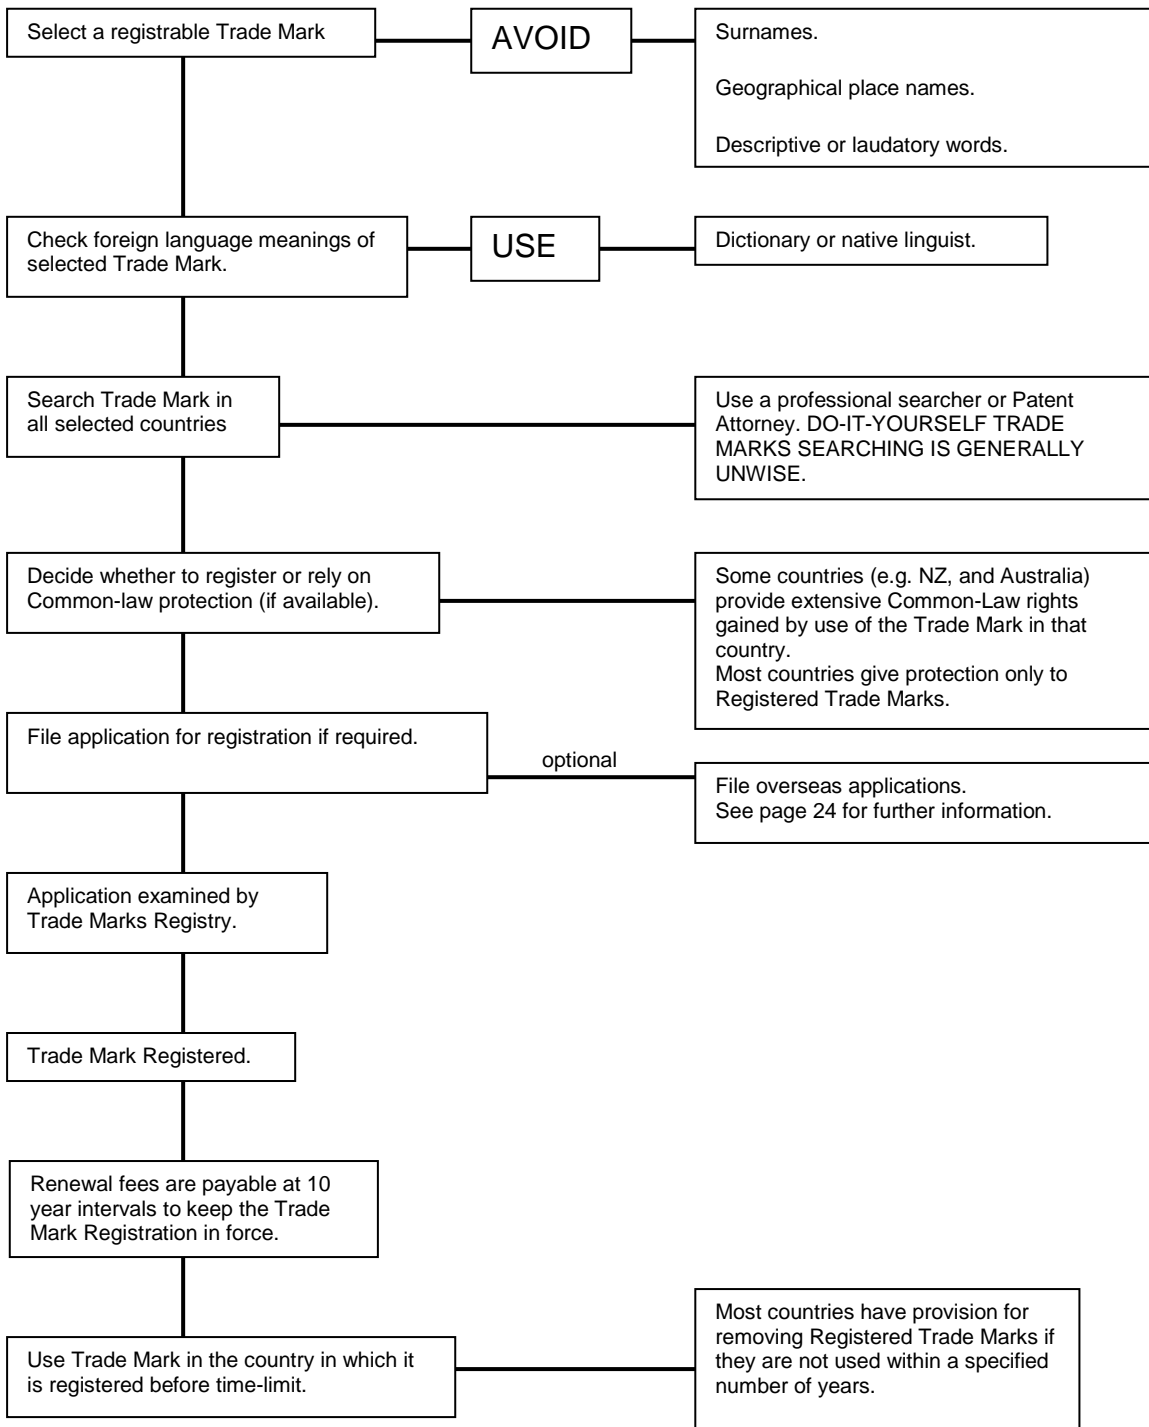 Select a registrable Trade Mark
AVOID
Surnames.
Geographical place names.
Descriptive or laudatory words.
Check foreign language meanings of
selected Trade Mark.
USE
Dictionary or native linguist.
Search Trade Mark in
all selected countries
Use a professional searcher or Patent
Attorney. DO-IT-YOURSELF TRADE
MARKS SEARCHING IS GENERALLY
UNWISE.
Decide whether to register or rely on
Common-law protection (if available).
Some countries (e.g. NZ, and Australia)
provide extensive Common-Law rights
gained by use of the Trade Mark in that
country.
Most countries give protection only to
Registered Trade Marks.
File application for registration if required.
optional
File overseas applications.
See page 24 for further information.
Application examined by
Trade Marks Registry.
Trade Mark Registered.
Renewal fees are payable at 10
year intervals to keep the Trade
Mark Registration in force.
Use Trade Mark in the country in which it
is registered before time-limit.
Most countries have provision for
removing Registered Trade Marks if
they are not used within a specified
number of years.